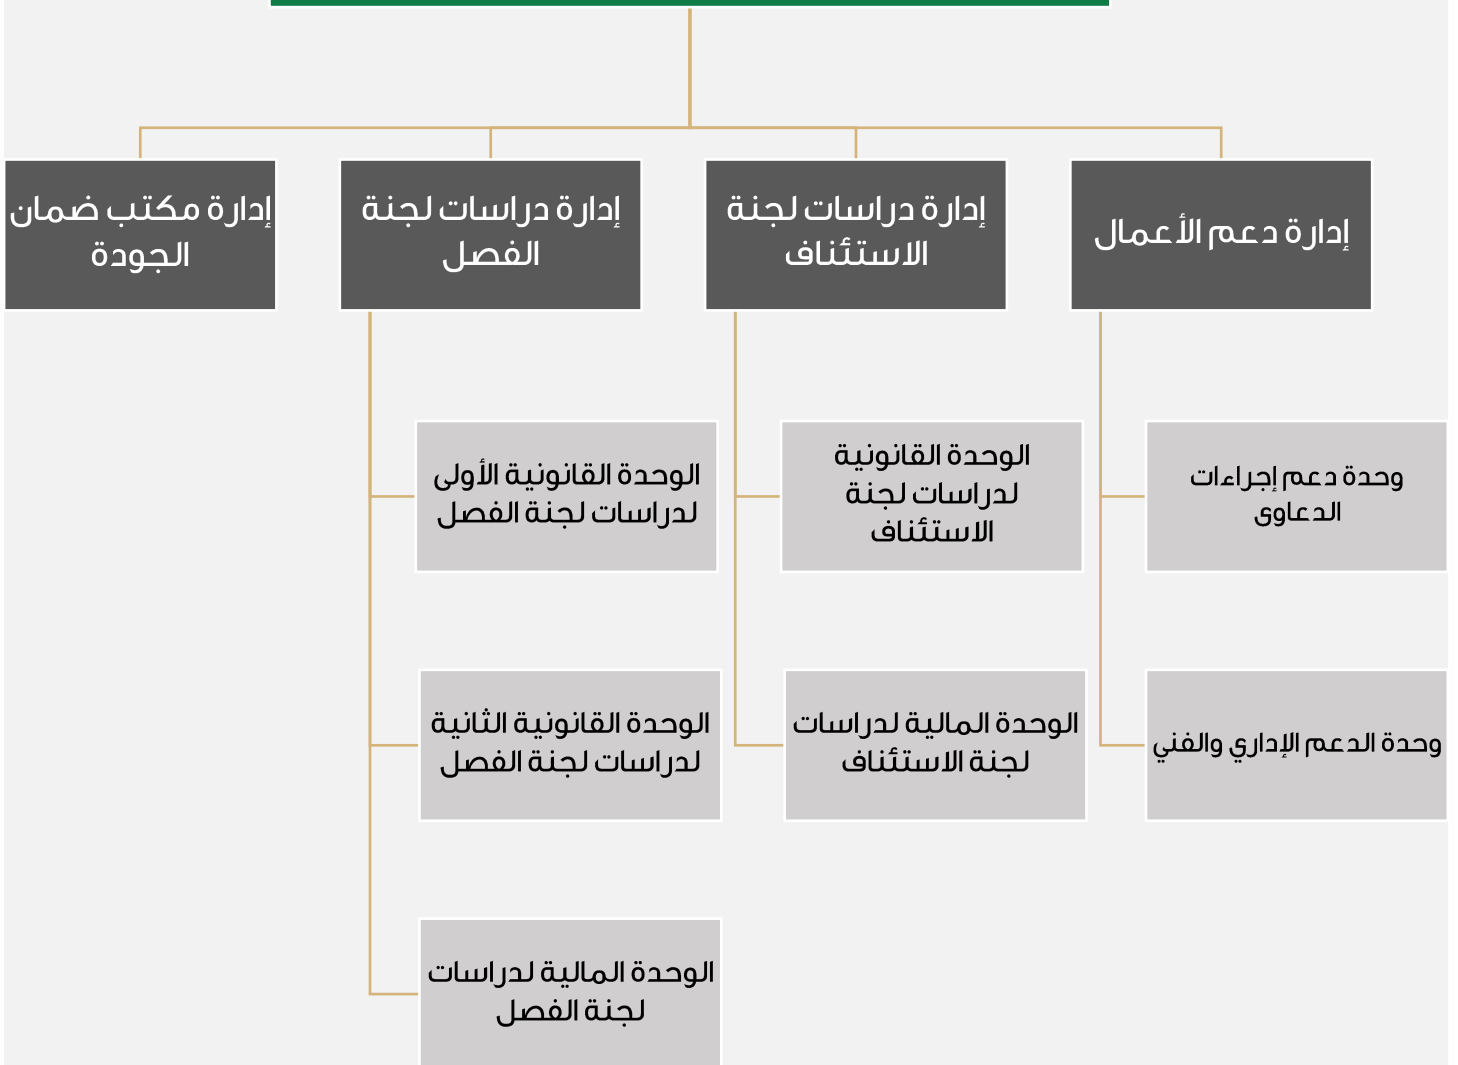 إدارة دعم الأعمال
إدارة دراسات لجنة
الاستئناف
إدارة دراسات لجنة
الفصل
إدارة مكتب ضمان
الجودة
وحدة دعم إجراءات
الدعاوى
الوحدة القانونية
لدراسات لجنة
الاستئناف
الوحدة القانونية الأولى
لدراسات لجنة الفصل
وحدة الدعم الإداري والفني
الوحدة المالية لدراسات
لجنة الاستئناف
الوحدة القانونية الثانية
لدراسات لجنة الفصل
الوحدة المالية لدراسات
لجنة الفصل